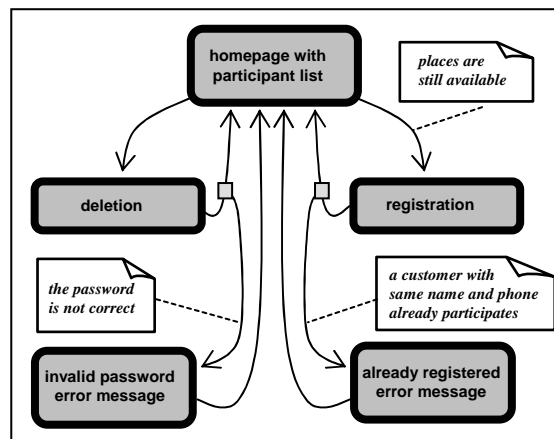 homepage with
participant list
places are
still available
deletion
registration
the password
is not correct
a customer with
same name and phone
already participates
invalid password
error message
already registered
error message